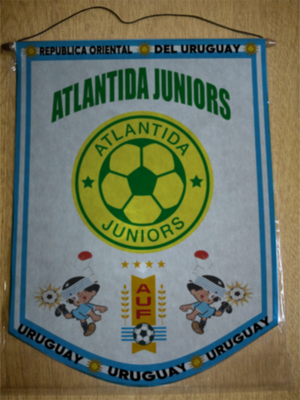 REPUBLICA ORIENTAL DEL URUGUAY
ATLANTIDA JUNIORS
ATLANTIDA
JUNIORS
AUF
URUGUAY URUGUAY URUGUAY